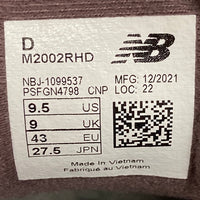 D
M2002RHD
NBJ-1099537 MFG: 12/2021
PSFGN4798 CNP LOC: 22
9.5 US
9 UK
43 EU
27.5 JPN
Made in Vietnam
Fabriqué au Vietnam